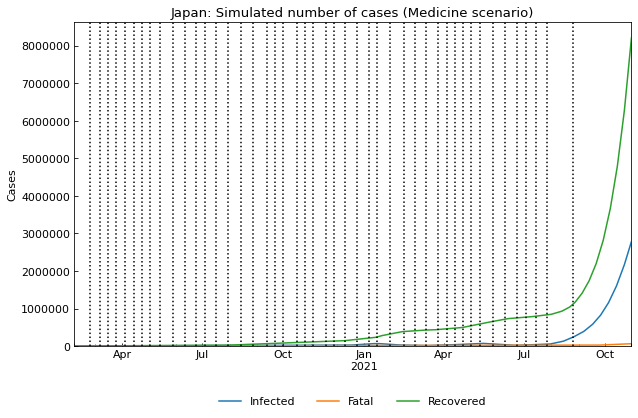 Japan: Simulated number of cases (Medicine scenario)
8000000
7000000
6000000
5000000
4000000
3000000
2000000
1000000
0
Cases
Apr Jul Oct Jan Apr Jul Oct
2021
Infected Fatal Recovered